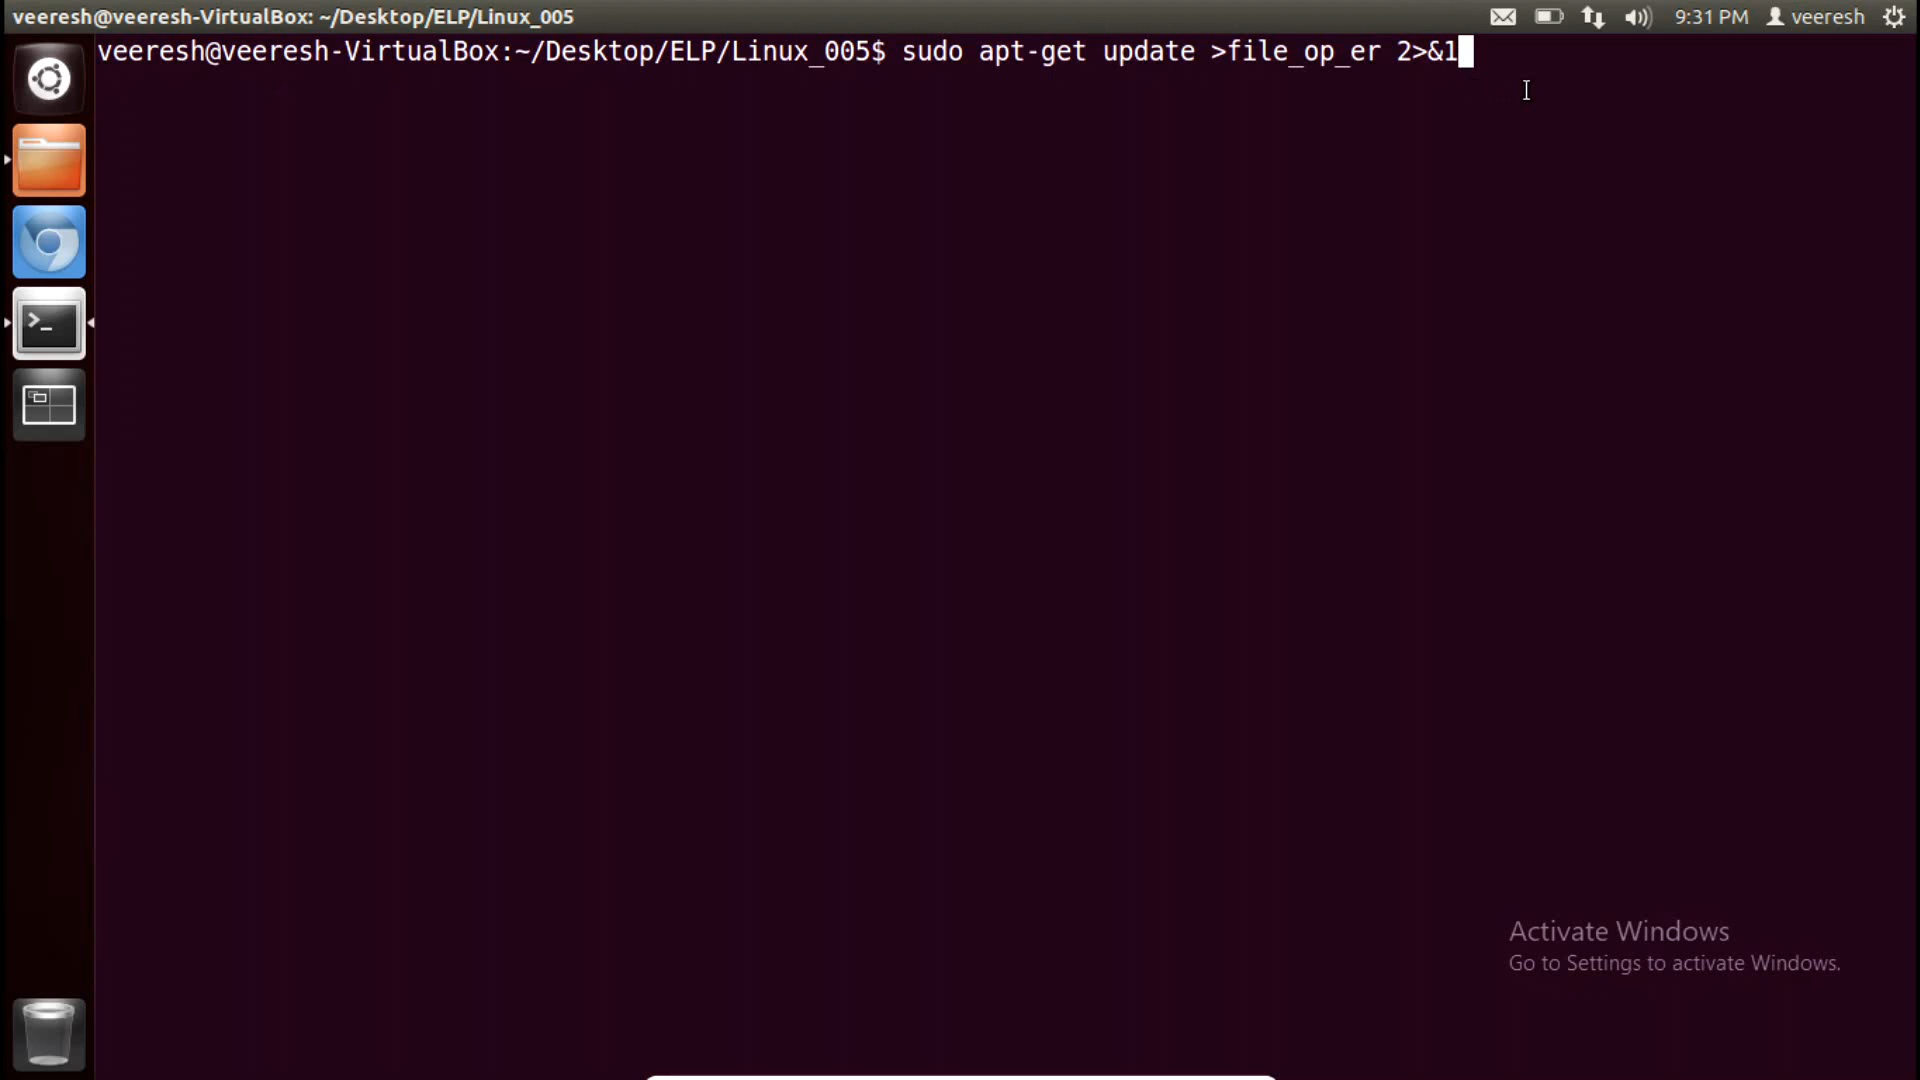 veeresh@veeresh-VirtualBox: ~/Desktop/ELP/Linux_005
9:31 PM veeresh
veeresh@veeresh-VirtualBox:~/Desktop/ELP/Linux_005$ sudo apt-get update >file_op_er 2>&1
>_
Activate Windows
Go to Settings to activate Windows.